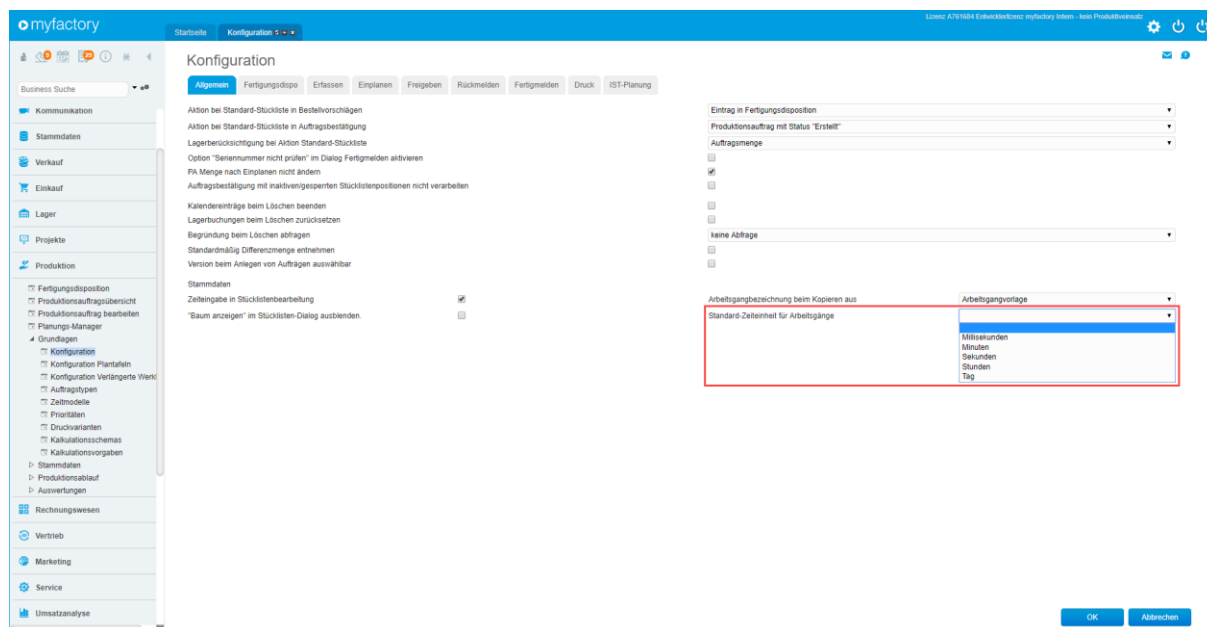 Lizenz A761684 Entwicklerlizenz myfactory Intern - kein Produktiveinsatz
myfactory
Startseite
Konfiguration
Konfiguration
Business Suche
Allgemein Fertigungsdispo Erfassen Einplanen Freigeben Rückmelden Fertigmelden Druck IST-Planung
Kommunikation
Stammdaten
Verkauf
Einkauf
Lager
Projekte
Produktion
Fertigungsdisposition
Produktionsauftragsübersicht
Produktionsauftrag bearbeiten
Planungs-Manager
Grundlagen
Konfiguration
Konfiguration Plantafeln
Konfiguration Verlängerte Werkl
Auftragstypen
Zeitmodelle
Prioritäten
Druckvarianten
Kalkulationsschemas
Kalkulationsvorgaben
Stammdaten
Produktionsablauf
Auswertungen
Rechnungswesen
Vertrieb
Marketing
Service
Umsatzanalyse
Aktion bei Standard-Stückliste in Bestellvorschlägen Eintrag in Fertigungsdisposition
Aktion bei Standard-Stückliste in Auftragsbestätigung Produktionsauftrag mit Status "Erstellt"
Lagerberücksichtigung bei Aktion Standard-Stückliste Auftragsmenge
Option "Seriennummer nicht prüfen" im Dialog Fertigmelden aktivieren
PA Menge nach Einplanen nicht ändern
Auftragsbestätigung mit inaktiven/gesperrten Stücklistenpositionen nicht verarbeiten
Kalendereinträge beim Löschen beenden
Lagerbuchungen beim Löschen zurücksetzen
Begründung beim Löschen abfragen keine Abfrage
Standardmäßig Differenzmenge entnehmen
Version beim Anlegen von Aufträgen auswählbar
Stammdaten
Zeiteingabe in Stücklistenbearbeitung Arbeitsgangbezeichnung beim Kopieren aus Arbeitsgangvorlage
"Baum anzeigen" im Stücklisten-Dialog ausblenden. Standard-Zeiteinheit für Arbeitsgänge
Millisekunden
Minuten
Sekunden
Stunden
Tag
OK Abbrechen